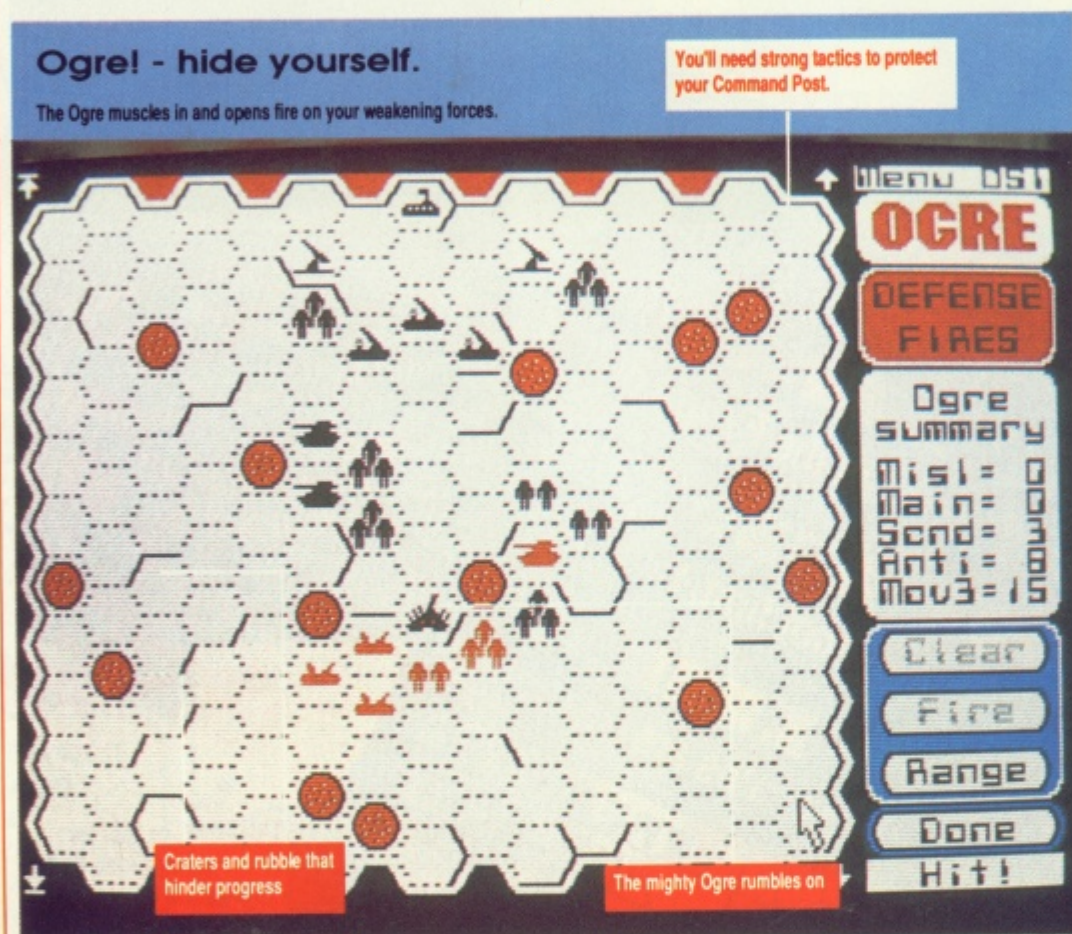 Ogre! - hide yourself.
The Ogre muscles in and opens fire on your weakening forces.
You'll need strong tactics to protect
your Command Post.
Menu DS1
OGRE
DEFENSE
FIRES
Ogre
summary
Misl= 0
Main= 0
Scnd= 3
Anti= 8
Mov3=15
Clear
Fire
Range
Done
Hit!
Craters and rubble that
hinder progress
The mighty Ogre rumbles on